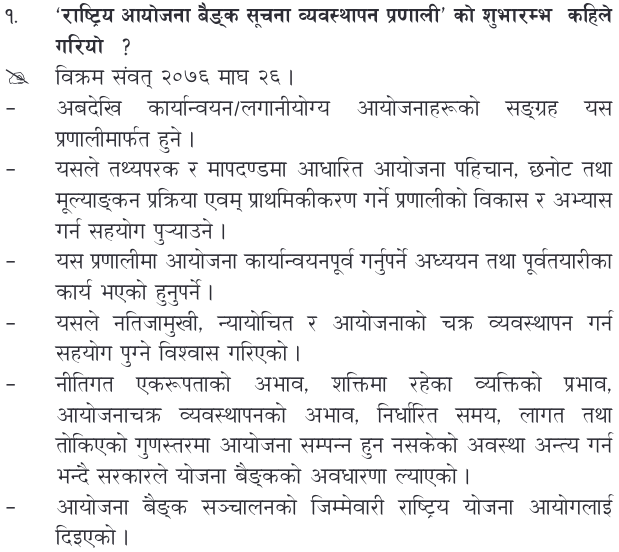 १. 'राष्ट्रिय आयोजना बैङ्क सूचना व्यवस्थापन प्रणाली' को शुभारम्भ कहिले
गरियो ?
विक्रम संवत् २०७६ माघ २६ ।
– अबदेखि कार्यान्वयन/लगानीयोग्य आयोजनाहरूको सङ्ग्रह यस
प्रणालीमार्फत हुने ।
– यसले तथ्यपरक र मापदण्डमा आधारित आयोजना पहिचान, छनोट तथा
मूल्याङ्कन प्रक्रिया एवम् प्राथमिकीकरण गर्ने प्रणालीको विकास र अभ्यास
गर्न सहयोग पुऱ्याउने ।
– यस प्रणालीमा आयोजना कार्यान्वयनपूर्व गर्नुपर्ने अध्ययन तथा पूर्वतयारीका
कार्य भएको हुनुपर्ने ।
– यसले नतिजामुखी, न्यायोचित र आयोजनाको चक्र व्यवस्थापन गर्न
सहयोग पुग्ने विश्वास गरिएको ।
– नीतिगत एकरूपताको अभाव, शक्तिमा रहेका व्यक्तिको प्रभाव,
आयोजनाचक्र व्यवस्थापनको अभाव, निर्धारित समय, लागत तथा
तोकिएको गुणस्तरमा आयोजना सम्पन्न हुन नसकेको अवस्था अन्त्य गर्न
भन्दै सरकारले योजना बैङ्कको अवधारणा ल्याएको ।
– आयोजना बैङ्क सञ्चालनको जिम्मेवारी राष्ट्रिय योजना आयोगलाई
दिइएको ।